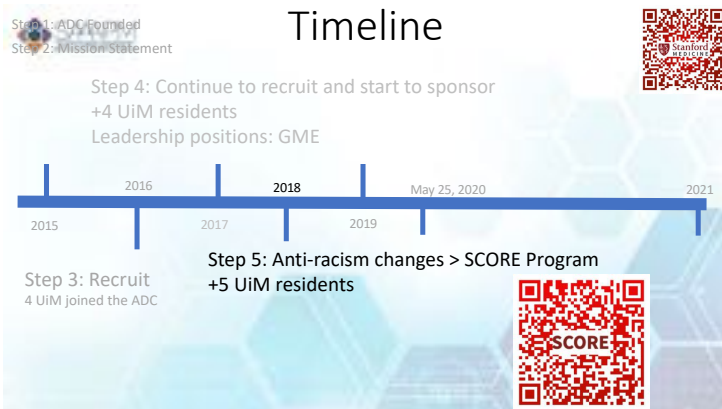 Timeline
Step 1: ADC Founded
Step 2: Mission Statement
Stanford
MEDICINE
Step 4: Continue to recruit and start to sponsor
+4 UiM residents
Leadership positions: GME
2016
2018
May 25, 2020
2021
2015
2017
2019
Step 5: Anti-racism changes > SCORE Program
+5 UiM residents
Step 3: Recruit
4 UiM joined the ADC
SCORE